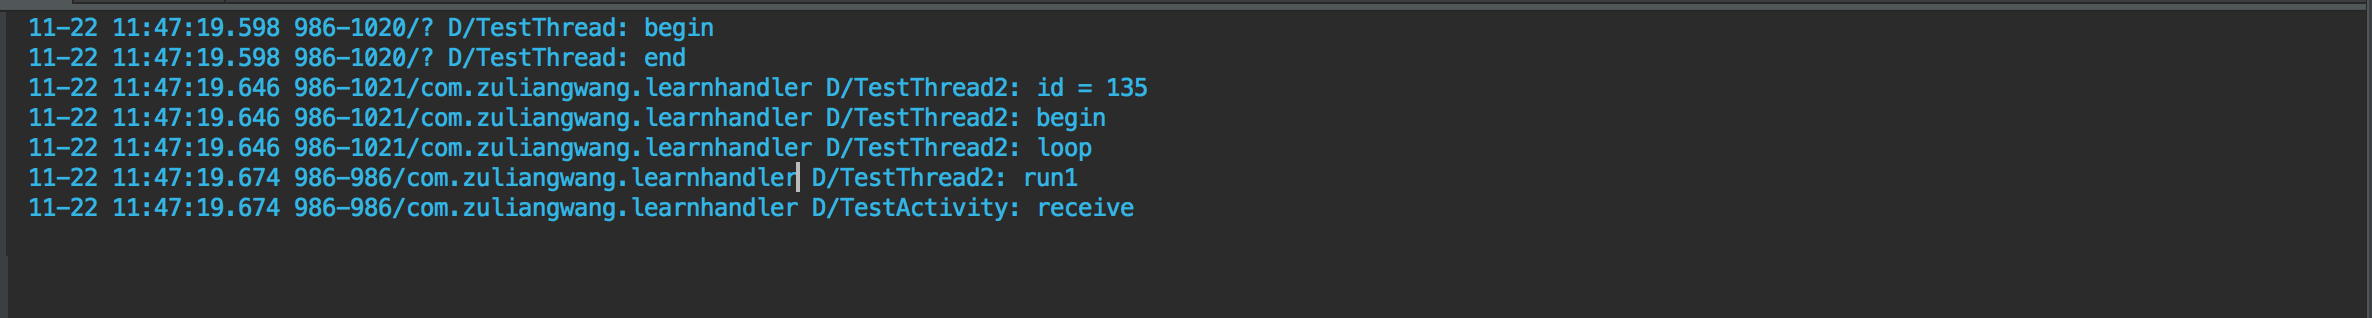 11-22 11:47:19.598 986-1020/? D/TestThread: begin
11-22 11:47:19.598 986-1020/? D/TestThread: end
11-22 11:47:19.646 986-1021/com.zuliangwang.learnhandler D/TestThread2: id = 135
11-22 11:47:19.646 986-1021/com.zuliangwang.learnhandler D/TestThread2: begin
11-22 11:47:19.646 986-1021/com.zuliangwang.learnhandler D/TestThread2: loop
11-22 11:47:19.674 986-986/com.zuliangwang.learnhandler D/TestThread2: run1
11-22 11:47:19.674 986-986/com.zuliangwang.learnhandler D/TestActivity: receive